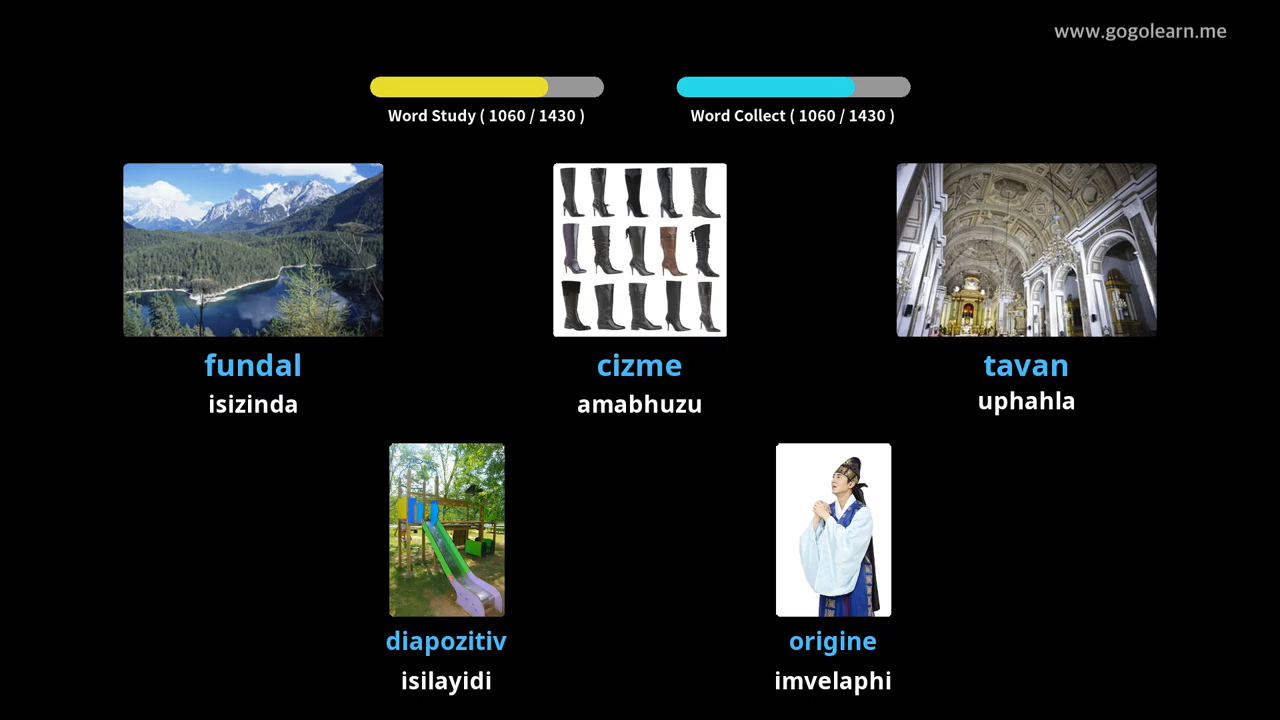 www.gogolearn.me
Word Study ( 1060 / 1430 )
Word Collect ( 1060 / 1430 )
fundal
isizinda
cizme
amabhuzu
tavan
uphahla
diapozitiv
isilayidi
origine
imvelaphi